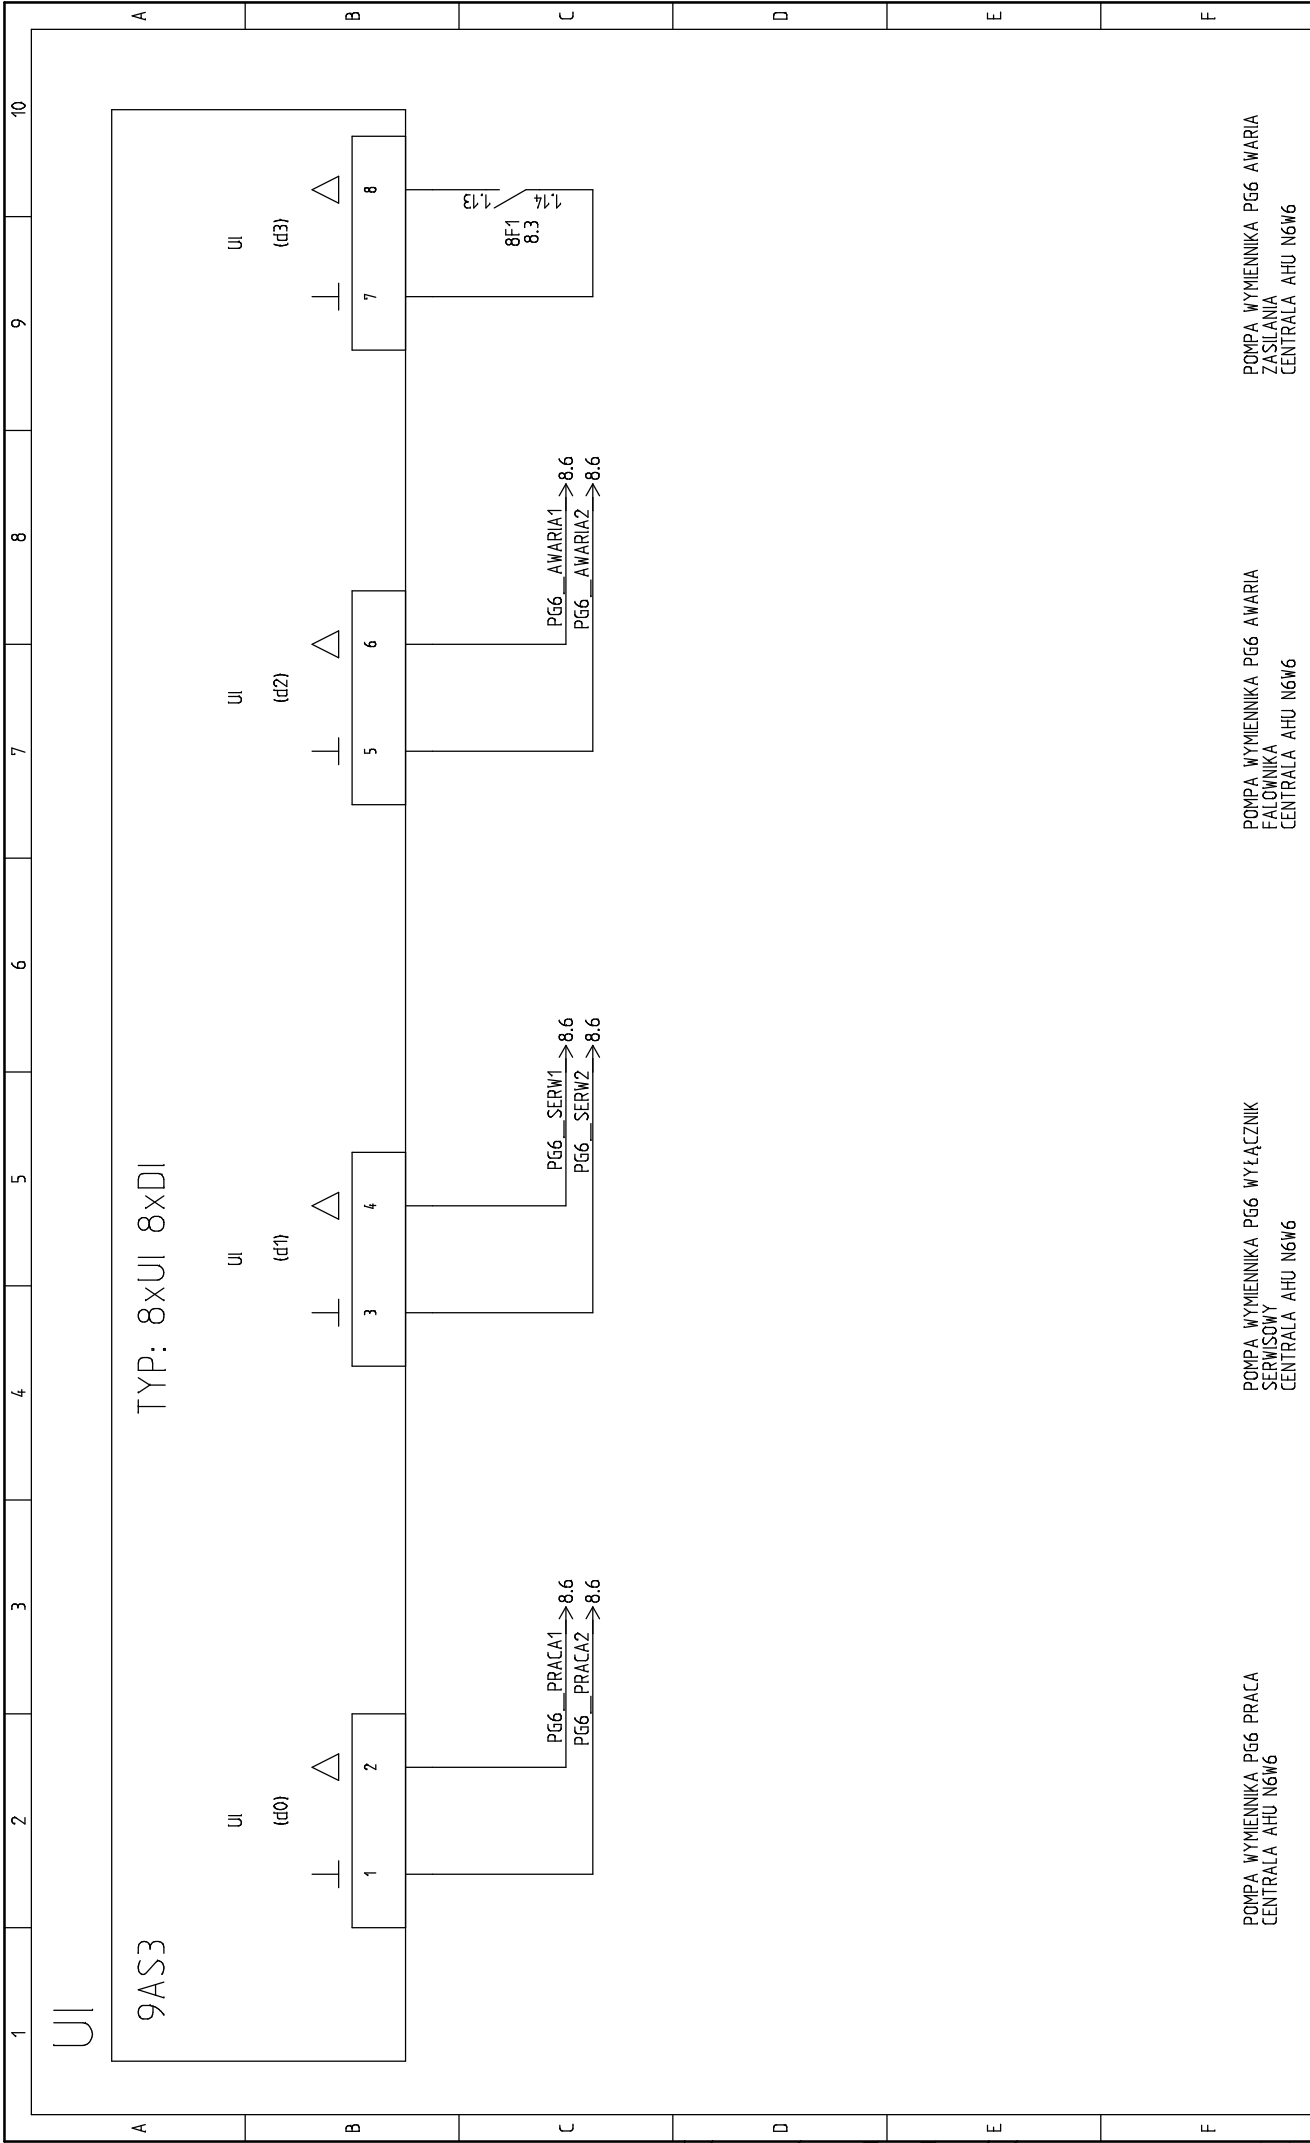 1 2 3 4 5 6 7 8 9 10
A A
B B
C C
D D
E E
F F
UI
9AS3
TYP: 8xUI 8xDI
UI
(d0)
1 2
PG6_PRACA1 8.6
PG6_PRACA2 8.6
UI
(d1)
3 4
PG6_SERW1 8.6
PG6_SERW2 8.6
UI
(d2)
5 6
PG6_AWARIA1 8.6
PG6_AWARIA2 8.6
UI
(d3)
7 8
1.13
8F1
8.3
1.14
POMPA WYMIENNIKA PG6 PRACA
CENTRALA AHU N6W6
POMPA WYMIENNIKA PG6 WYŁĄCZNIK
SERWISOWY
CENTRALA AHU N6W6
POMPA WYMIENNIKA PG6 AWARIA
FALOWNIKA
CENTRALA AHU N6W6
POMPA WYMIENNIKA PG6 AWARIA
ZASILANIA
CENTRALA AHU N6W6